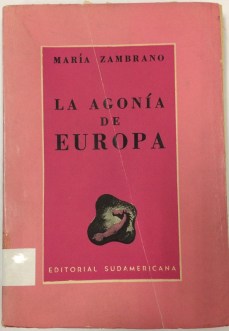 MARÍA ZAMBRANO
LA AGONÍA
DE
EUROPA
EDITORIAL SUDAMERICANA